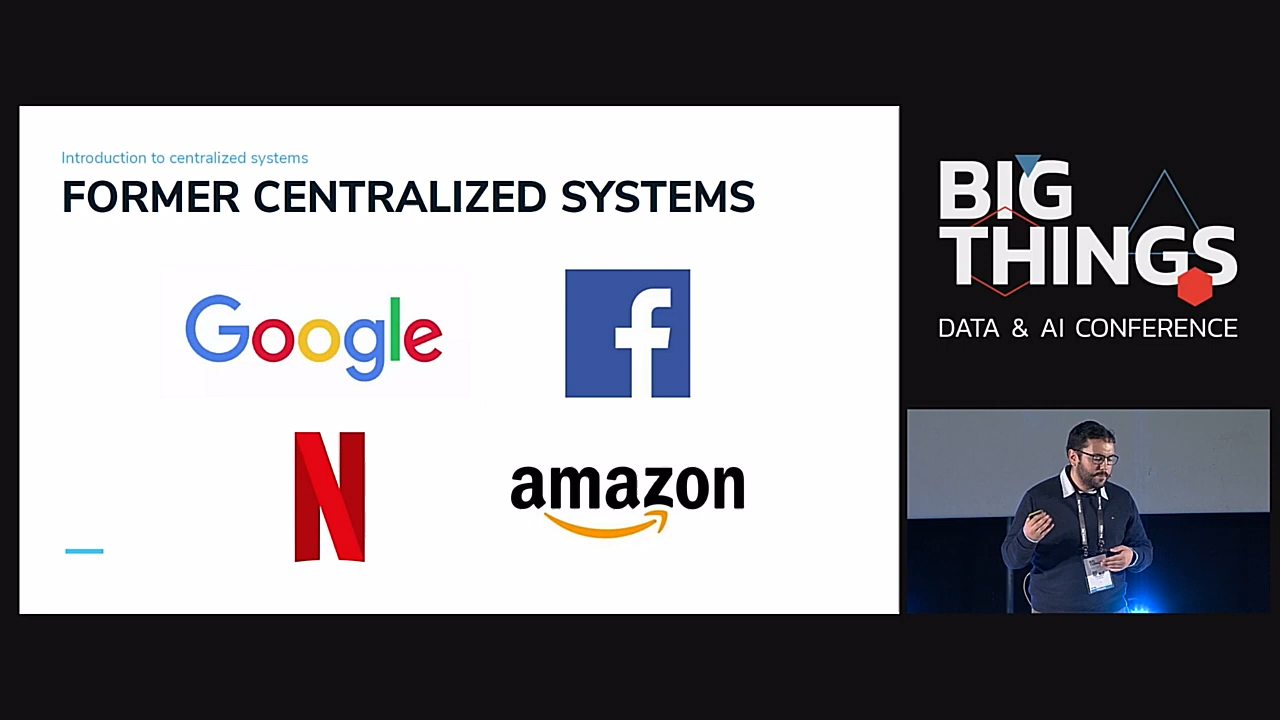 Introduction to centralized systems
FORMER CENTRALIZED SYSTEMS
Google
f
N
amazon
BIG
THINGS
DATA & AI CONFERENCE